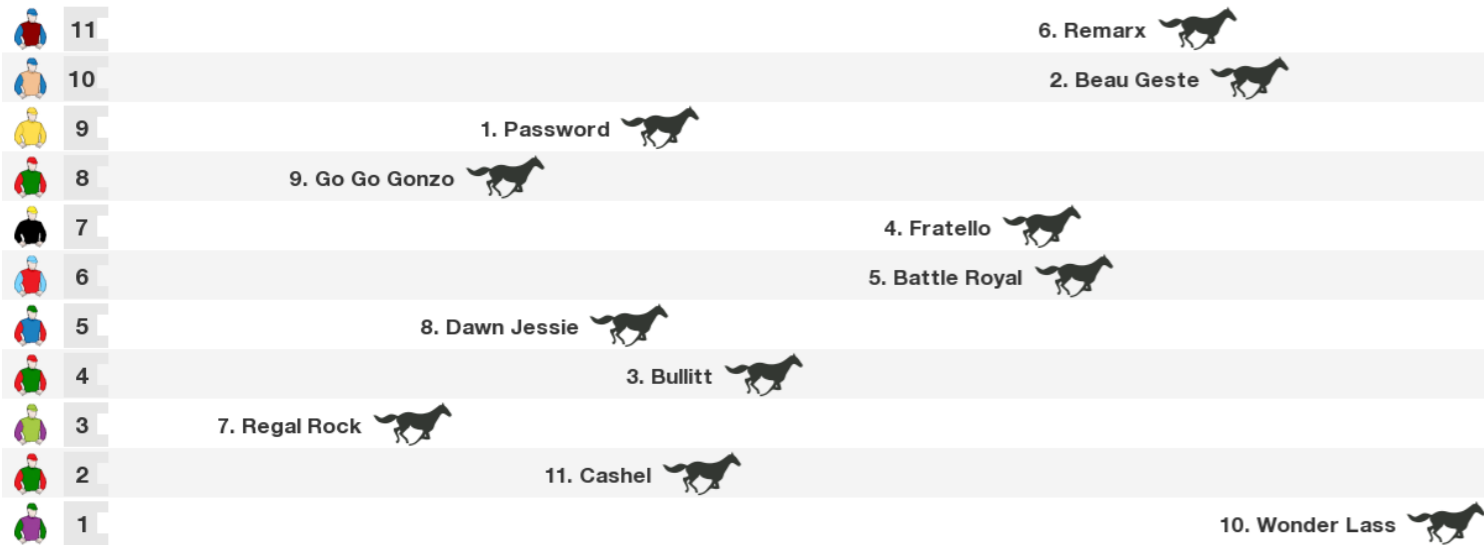 11 6. Remarx
10 2. Beau Geste
9 1. Password
8 9. Go Go Gonzo
7 4. Fratello
6 5. Battle Royal
5 8. Dawn Jessie
4 3. Bullitt
3 7. Regal Rock
2 11. Cashel
1 10. Wonder Lass